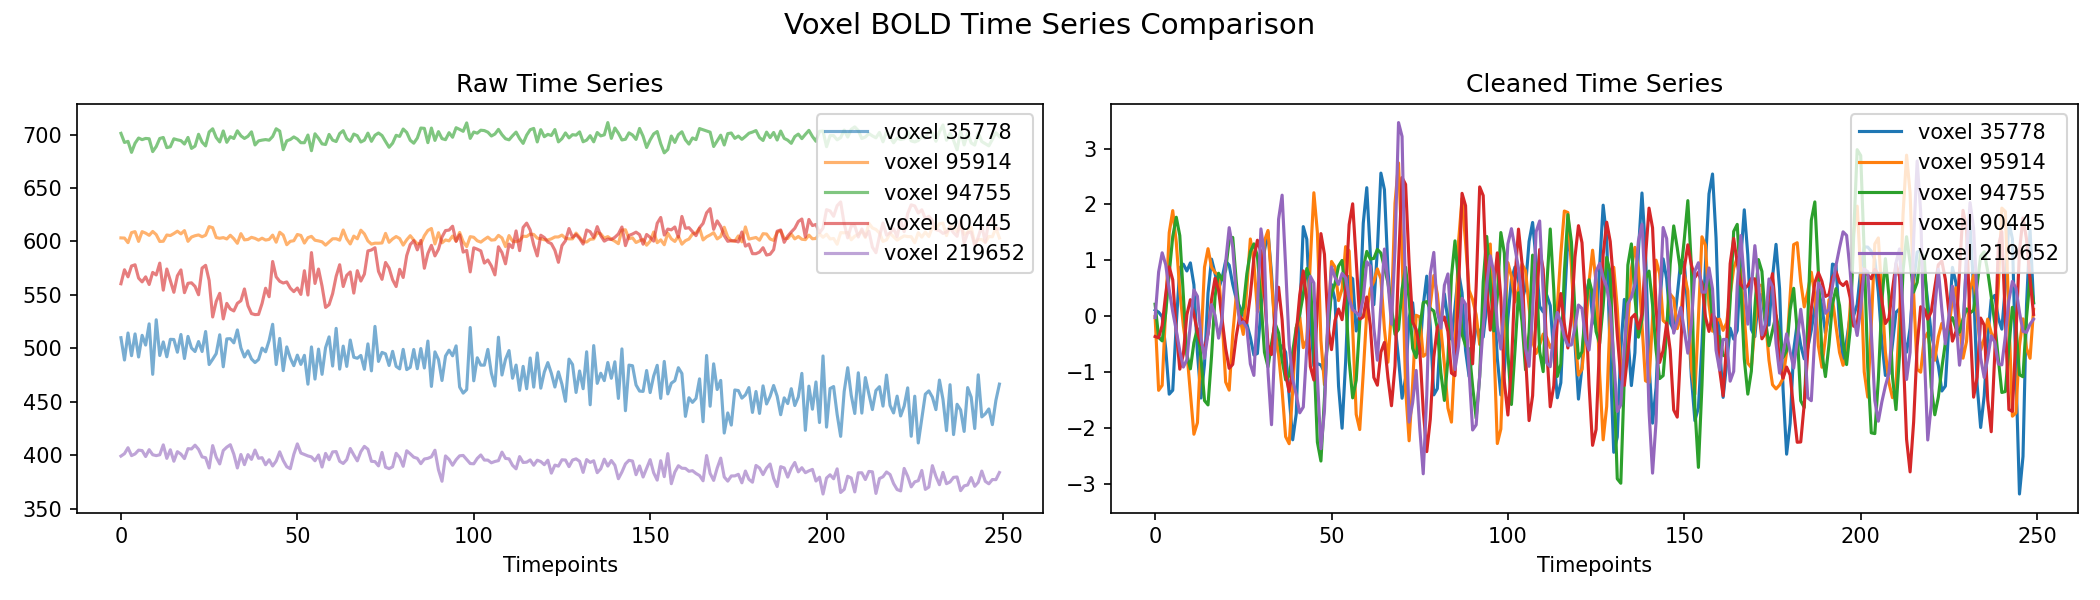 Voxel BOLD Time Series Comparison
Raw Time Series
700
650
600
550
500
450
400
350
0
50
100
150
200
250
Timepoints
voxel 35778
voxel 95914
voxel 94755
voxel 90445
voxel 219652
Cleaned Time Series
3
2
1
0
−1
−2
−3
0
50
100
150
200
250
Timepoints
voxel 35778
voxel 95914
voxel 94755
voxel 90445
voxel 219652